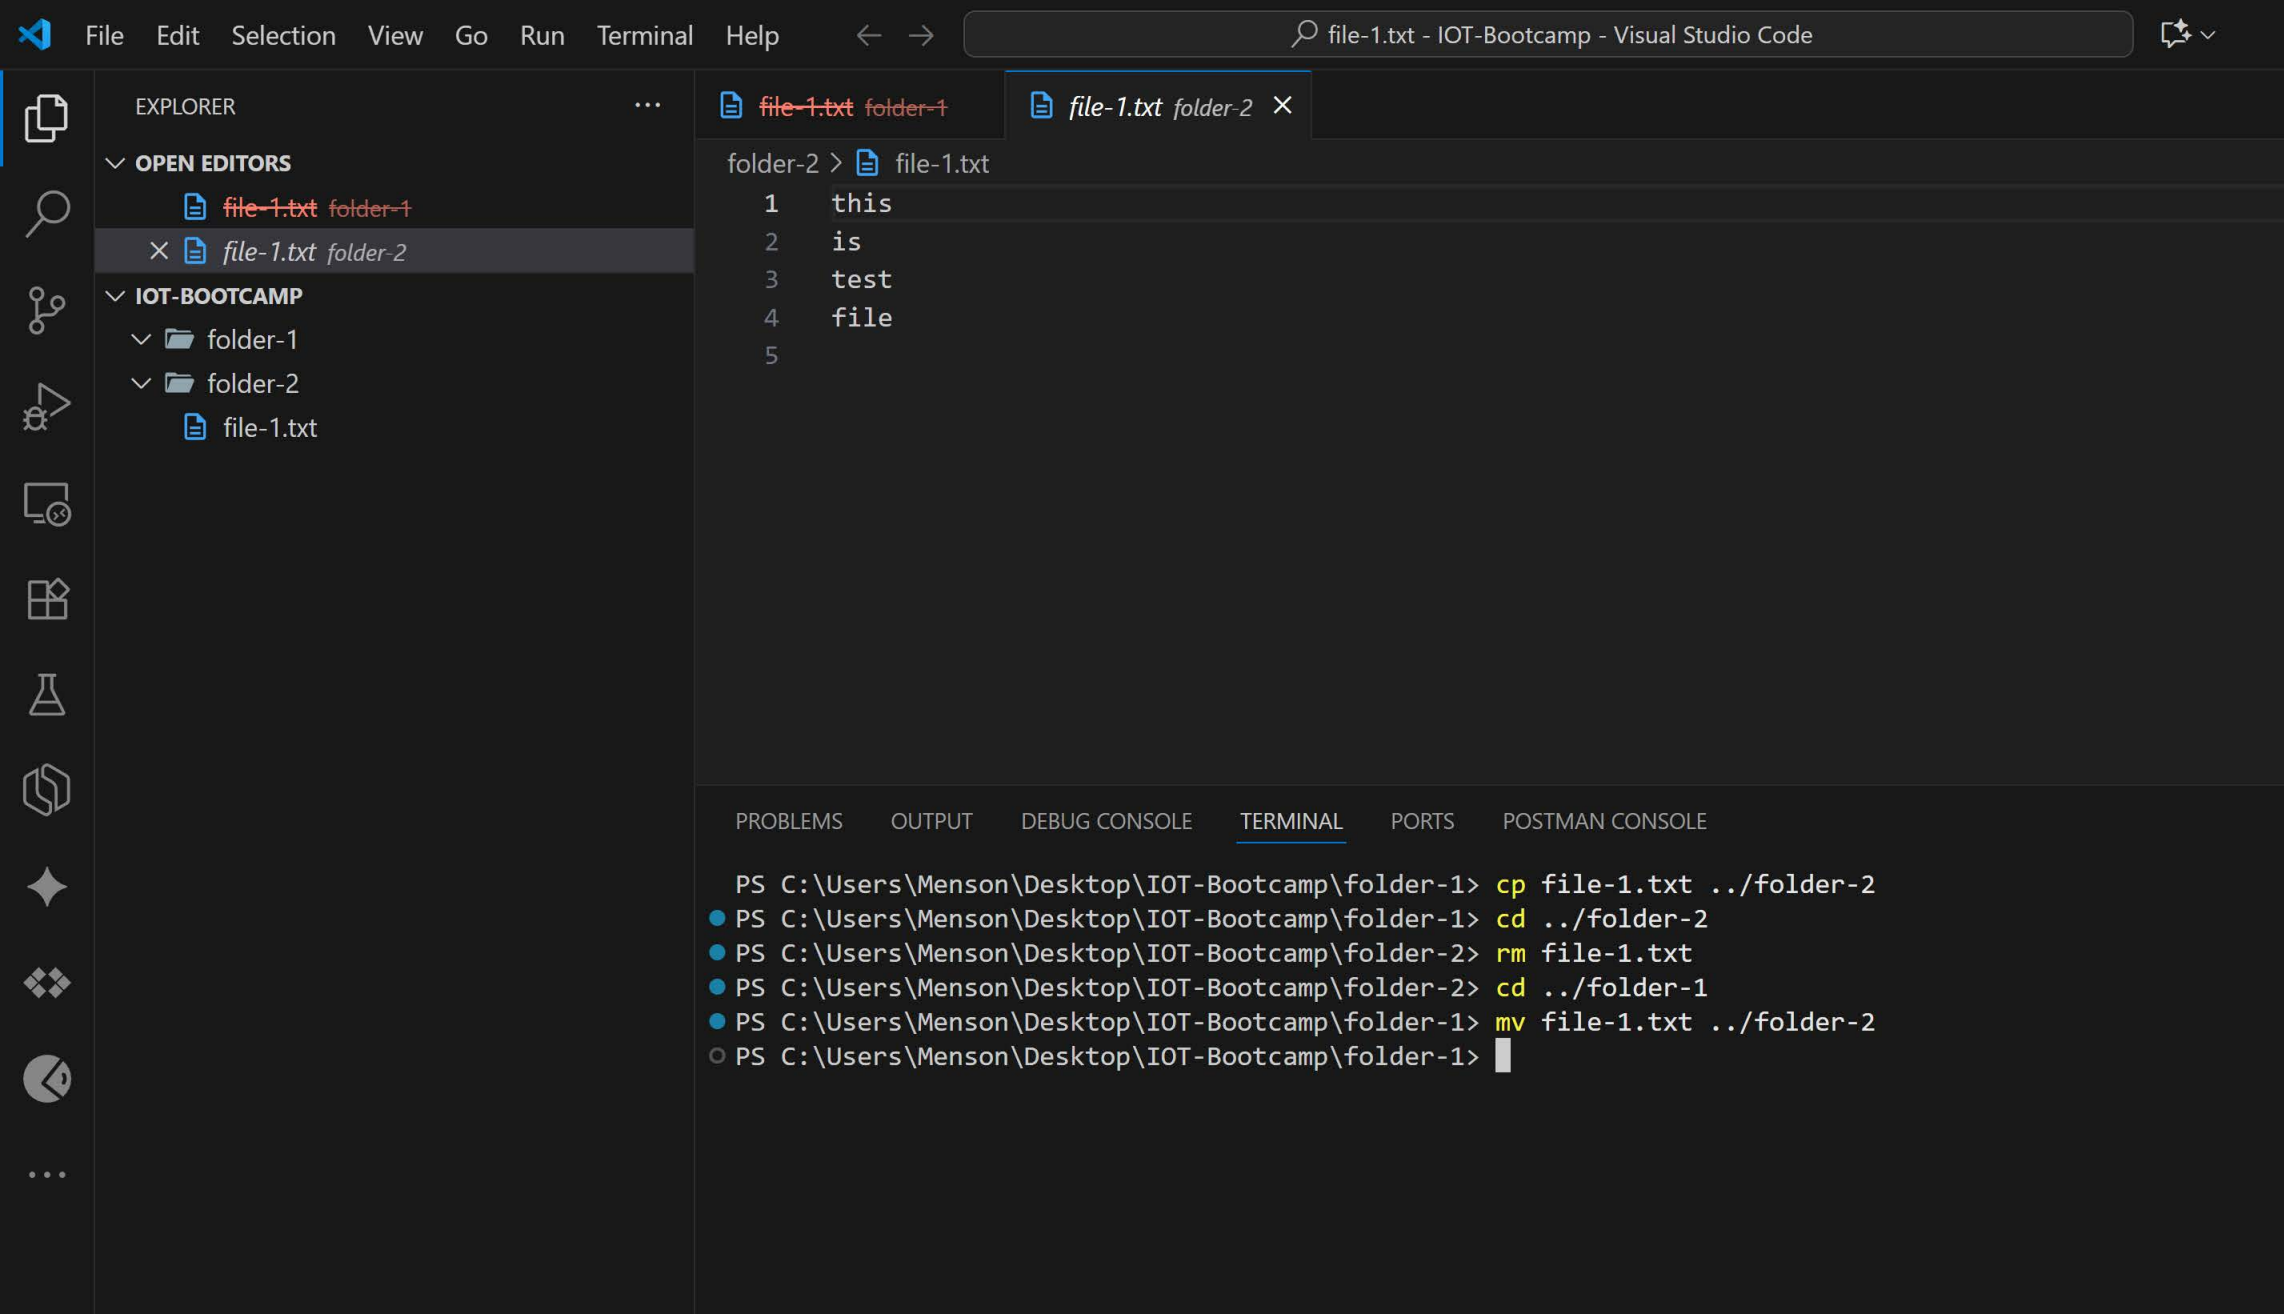 File Edit Selection View Go Run Terminal Help
file-1.txt - IOT-Bootcamp - Visual Studio Code
EXPLORER
OPEN EDITORS
file-1.txt folder-1
file-1.txt folder-2
IOT-BOOTCAMP
folder-1
folder-2
file-1.txt
file-1.txt folder-1
file-1.txt folder-2
folder-2 > file-1.txt
1 this
2 is
3 test
4 file
5
PROBLEMS OUTPUT DEBUG CONSOLE TERMINAL PORTS POSTMAN CONSOLE
PS C:\Users\Menson\Desktop\IOT-Bootcamp\folder-1> cp file-1.txt ../folder-2
PS C:\Users\Menson\Desktop\IOT-Bootcamp\folder-1> cd ../folder-2
PS C:\Users\Menson\Desktop\IOT-Bootcamp\folder-2> rm file-1.txt
PS C:\Users\Menson\Desktop\IOT-Bootcamp\folder-2> cd ../folder-1
PS C:\Users\Menson\Desktop\IOT-Bootcamp\folder-1> mv file-1.txt ../folder-2
PS C:\Users\Menson\Desktop\IOT-Bootcamp\folder-1>